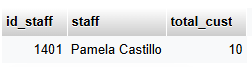 id_staff staff total_cust
1401 Pamela Castillo 10